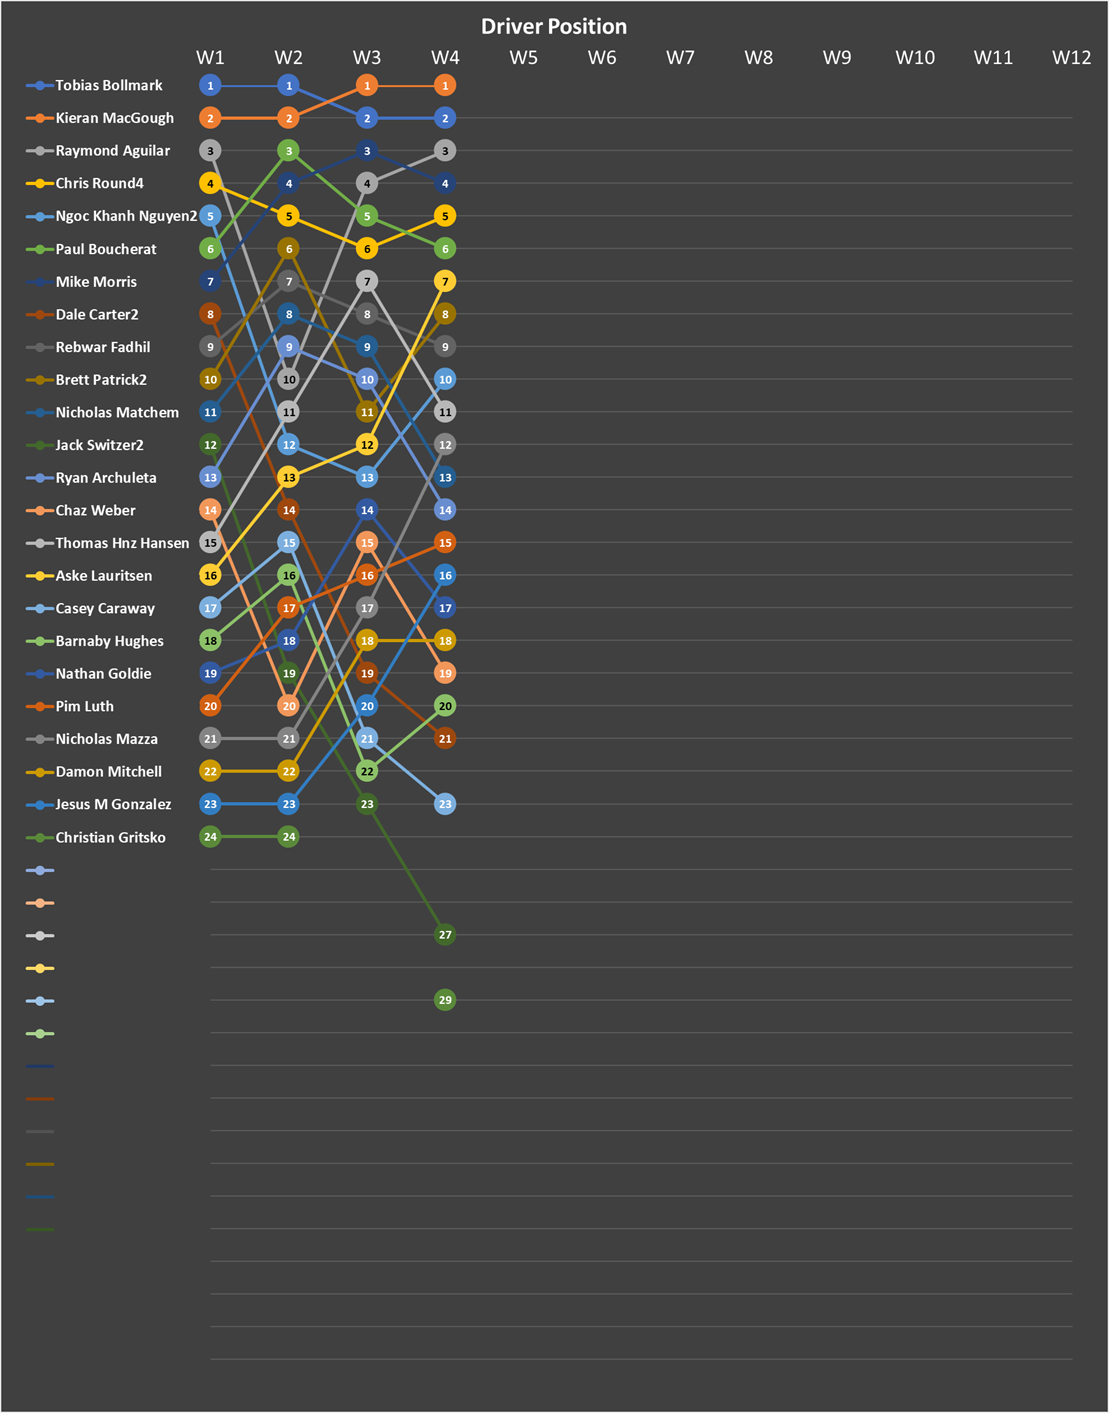 Driver Position
W1 W2 W3 W4 W5 W6 W7 W8 W9 W10 W11 W12
Tobias Bollmark 1 1 1 1
Kieran MacGough 2 2 2 2
Raymond Aguilar 3 3 3 3
Chris Round4 4 4 4 4
Ngoc Khanh Nguyen2 5 5 5 5
Paul Boucherat 6 6 6 6
Mike Morris 7 7 7 7
Dale Carter2 8 8 8 8
Rebwar Fadhil 9 9 9 9
Brett Patrick2 10 10 10 10
Nicholas Matchem 11 11 11 11
Jack Switzer2 12 12 12 12
Ryan Archuleta 13 13 13 13
Chaz Weber 14 14 14 14
Thomas Hnz Hansen 15 15 15 15
Aske Lauritsen 16 16 16 16
Casey Caraway 17 17 17 17
Barnaby Hughes 18 18 18 18
Nathan Goldie 19 19 19 19
Pim Luth 20 20 20 20
Nicholas Mazza 21 21 21 21
Damon Mitchell 22 22 22
Jesus M Gonzalez 23 23 23 23
Christian Gritsko 24 24
27
29